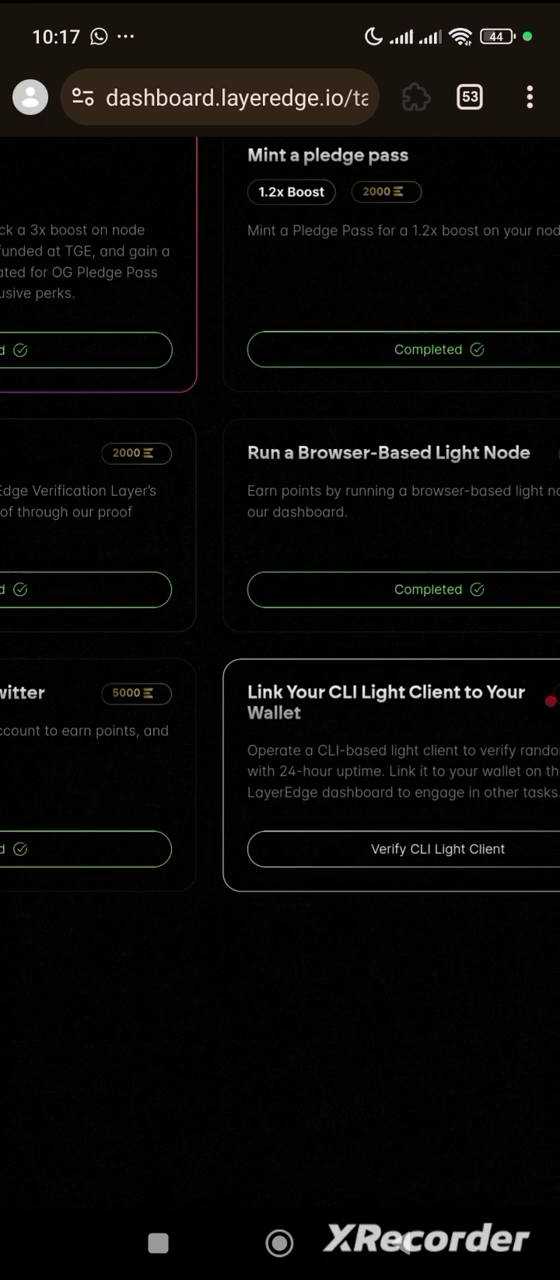 10:17
44
dashboard.layeredge.io/ta
53
Mint a pledge pass
1.2x Boost
2000
ck a 3x boost on node
funded at TGE, and gain a
ated for OG Pledge Pass
usive perks.
Mint a Pledge Pass for a 1.2x boost on your nod
d
Completed
2000
Edge Verification Layer's
of through our proof
Run a Browser-Based Light Node
Earn points by running a browser-based light no
our dashboard.
d
Completed
witter
5000
ccount to earn points, and
Link Your CLI Light Client to Your
Wallet
Operate a CLI-based light client to verify rando
with 24-hour uptime. Link it to your wallet on th
LayerEdge dashboard to engage in other tasks.
d
Verify CLI Light Client
XRecorder